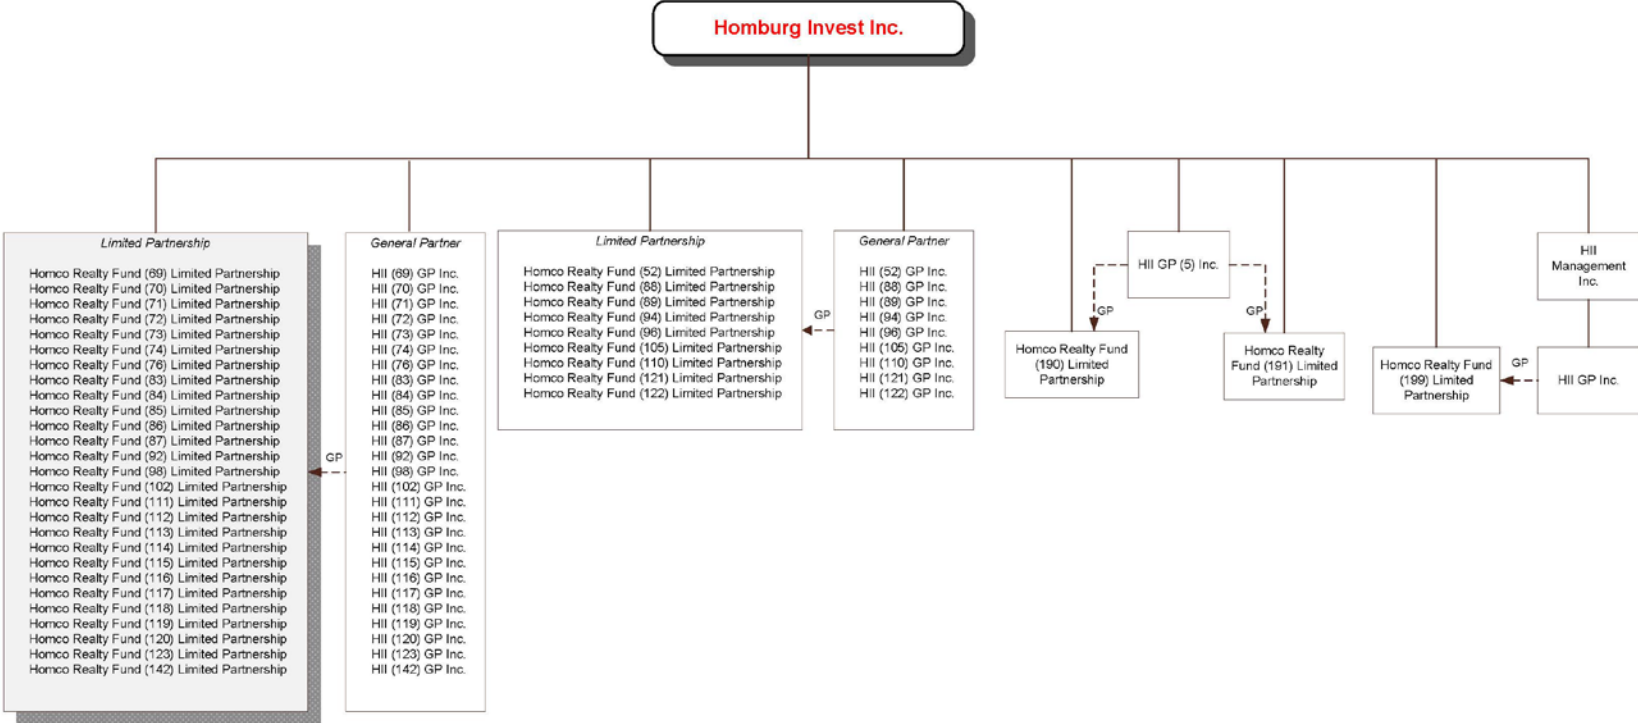 Homburg Invest Inc.
Limited Partnership
Homco Realty Fund (69) Limited Partnership
Homco Realty Fund (70) Limited Partnership
Homco Realty Fund (71) Limited Partnership
Homco Realty Fund (72) Limited Partnership
Homco Realty Fund (73) Limited Partnership
Homco Realty Fund (74) Limited Partnership
Homco Realty Fund (76) Limited Partnership
Homco Realty Fund (83) Limited Partnership
Homco Realty Fund (84) Limited Partnership
Homco Realty Fund (85) Limited Partnership
Homco Realty Fund (86) Limited Partnership
Homco Realty Fund (87) Limited Partnership
Homco Realty Fund (92) Limited Partnership
Homco Realty Fund (98) Limited Partnership
Homco Realty Fund (102) Limited Partnership
Homco Realty Fund (111) Limited Partnership
Homco Realty Fund (112) Limited Partnership
Homco Realty Fund (113) Limited Partnership
Homco Realty Fund (114) Limited Partnership
Homco Realty Fund (115) Limited Partnership
Homco Realty Fund (116) Limited Partnership
Homco Realty Fund (117) Limited Partnership
Homco Realty Fund (118) Limited Partnership
Homco Realty Fund (119) Limited Partnership
Homco Realty Fund (120) Limited Partnership
Homco Realty Fund (123) Limited Partnership
Homco Realty Fund (142) Limited Partnership
GP
General Partner
HII (69) GP Inc.
HII (70) GP Inc.
HII (71) GP Inc.
HII (72) GP Inc.
HII (73) GP Inc.
HII (74) GP Inc.
HII (76) GP Inc.
HII (83) GP Inc.
HII (84) GP Inc.
HII (85) GP Inc.
HII (86) GP Inc.
HII (87) GP Inc.
HII (92) GP Inc.
HII (98) GP Inc.
HII (102) GP Inc.
HII (111) GP Inc.
HII (112) GP Inc.
HII (113) GP Inc.
HII (114) GP Inc.
HII (115) GP Inc.
HII (116) GP Inc.
HII (117) GP Inc.
HII (118) GP Inc.
HII (119) GP Inc.
HII (120) GP Inc.
HII (123) GP Inc.
HII (142) GP Inc.
Limited Partnership
Homco Realty Fund (52) Limited Partnership
Homco Realty Fund (88) Limited Partnership
Homco Realty Fund (89) Limited Partnership
Homco Realty Fund (94) Limited Partnership
Homco Realty Fund (96) Limited Partnership
Homco Realty Fund (105) Limited Partnership
Homco Realty Fund (110) Limited Partnership
Homco Realty Fund (121) Limited Partnership
Homco Realty Fund (122) Limited Partnership
GP
General Partner
HII (52) GP Inc.
HII (88) GP Inc.
HII (89) GP Inc.
HII (94) GP Inc.
HII (96) GP Inc.
HII (105) GP Inc.
HII (110) GP Inc.
HII (121) GP Inc.
HII (122) GP Inc.
HII GP (5) Inc.
GP
GP
Homco Realty Fund
(190) Limited
Partnership
Homco Realty
Fund (191) Limited
Partnership
Homco Realty Fund
(199) Limited
Partnership
GP
HII
Management
Inc.
HII GP Inc.